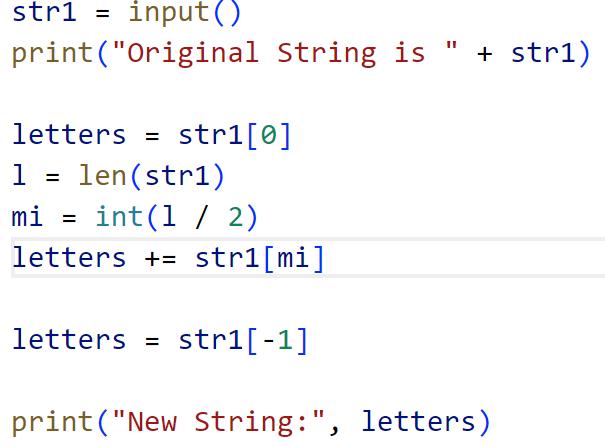 str1 = input()
print("Original String is " + str1)
letters = str1[0]
l = len(str1)
mi = int(l / 2)
letters += str1[mi]
letters = str1[-1]
print("New String:", letters)